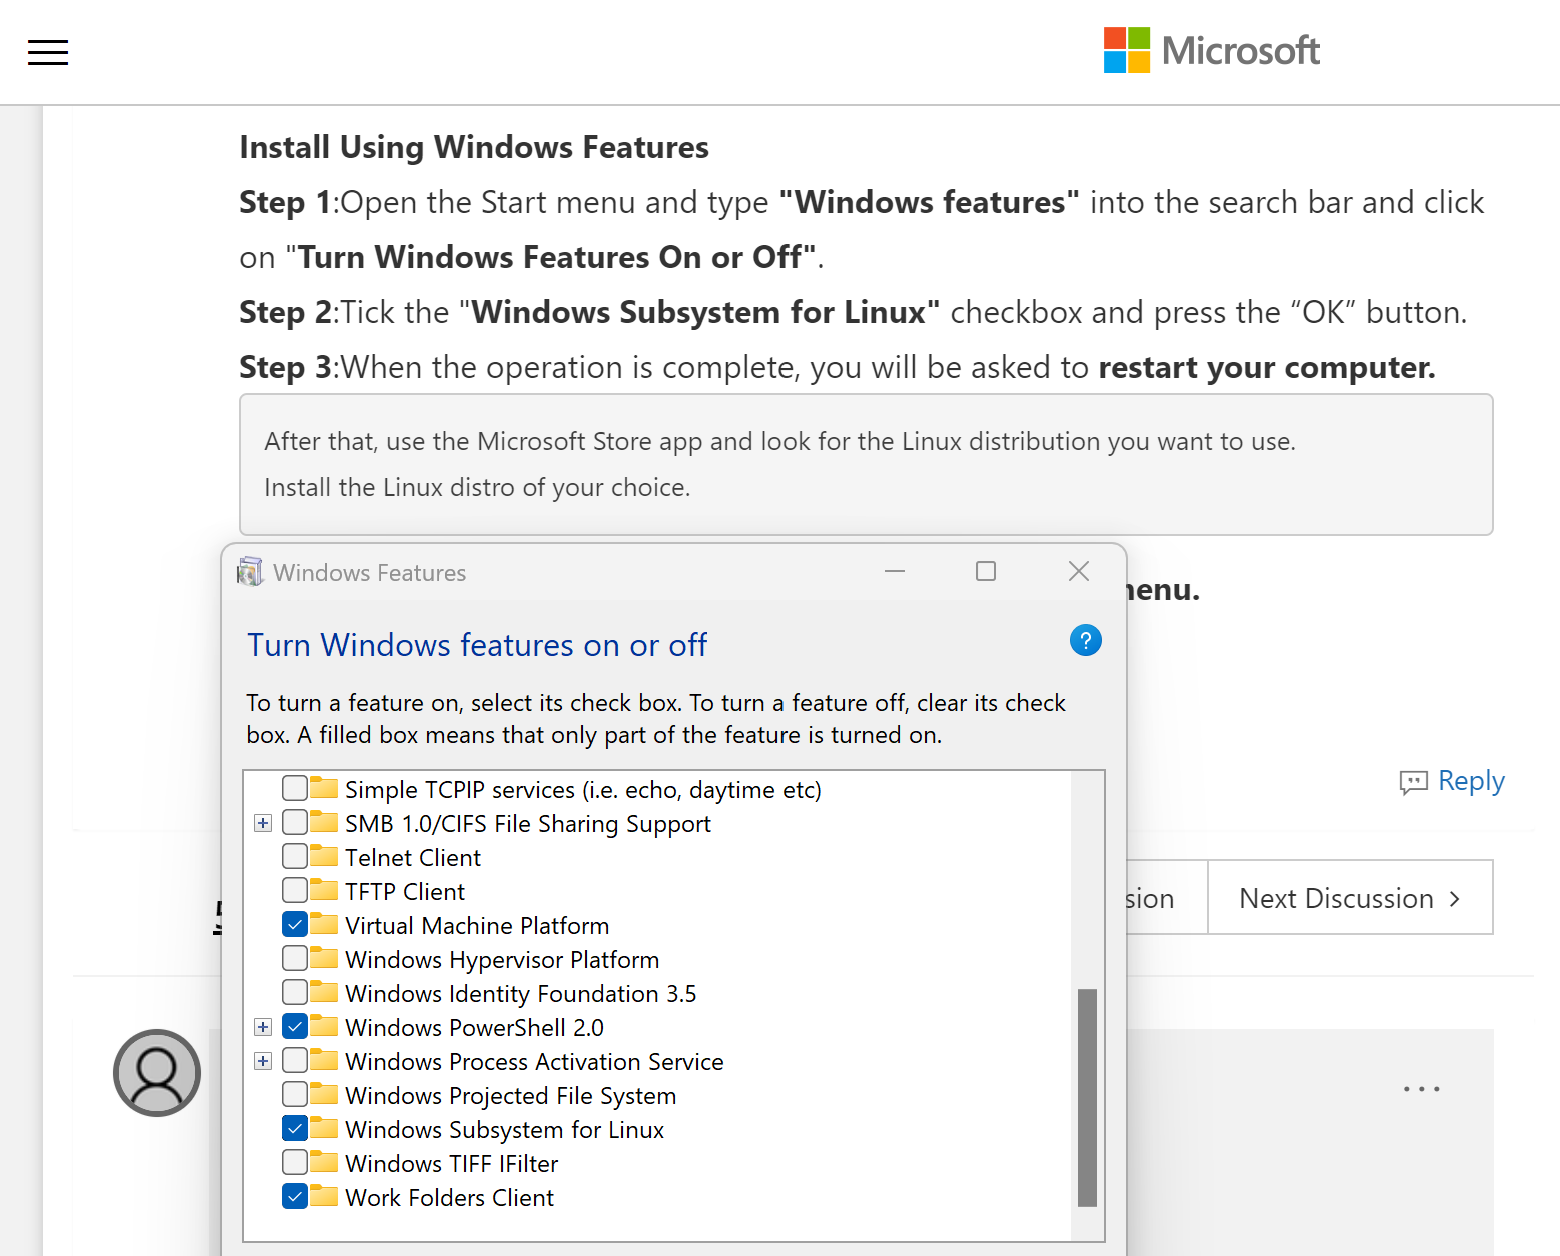 Microsoft
Install Using Windows Features
Step 1:Open the Start menu and type "Windows features" into the search bar and click
on "Turn Windows Features On or Off".
Step 2:Tick the "Windows Subsystem for Linux" checkbox and press the “OK” button.
Step 3:When the operation is complete, you will be asked to restart your computer.
After that, use the Microsoft Store app and look for the Linux distribution you want to use.
Install the Linux distro of your choice.
Windows Features
Turn Windows features on or off
?
To turn a feature on, select its check box. To turn a feature off, clear its check
box. A filled box means that only part of the feature is turned on.
Simple TCPIP services (i.e. echo, daytime etc)
SMB 1.0/CIFS File Sharing Support
Telnet Client
TFTP Client
Virtual Machine Platform
Windows Hypervisor Platform
Windows Identity Foundation 3.5
Windows PowerShell 2.0
Windows Process Activation Service
Windows Projected File System
Windows Subsystem for Linux
Windows TIFF IFilter
Work Folders Client
Reply
Next Discussion